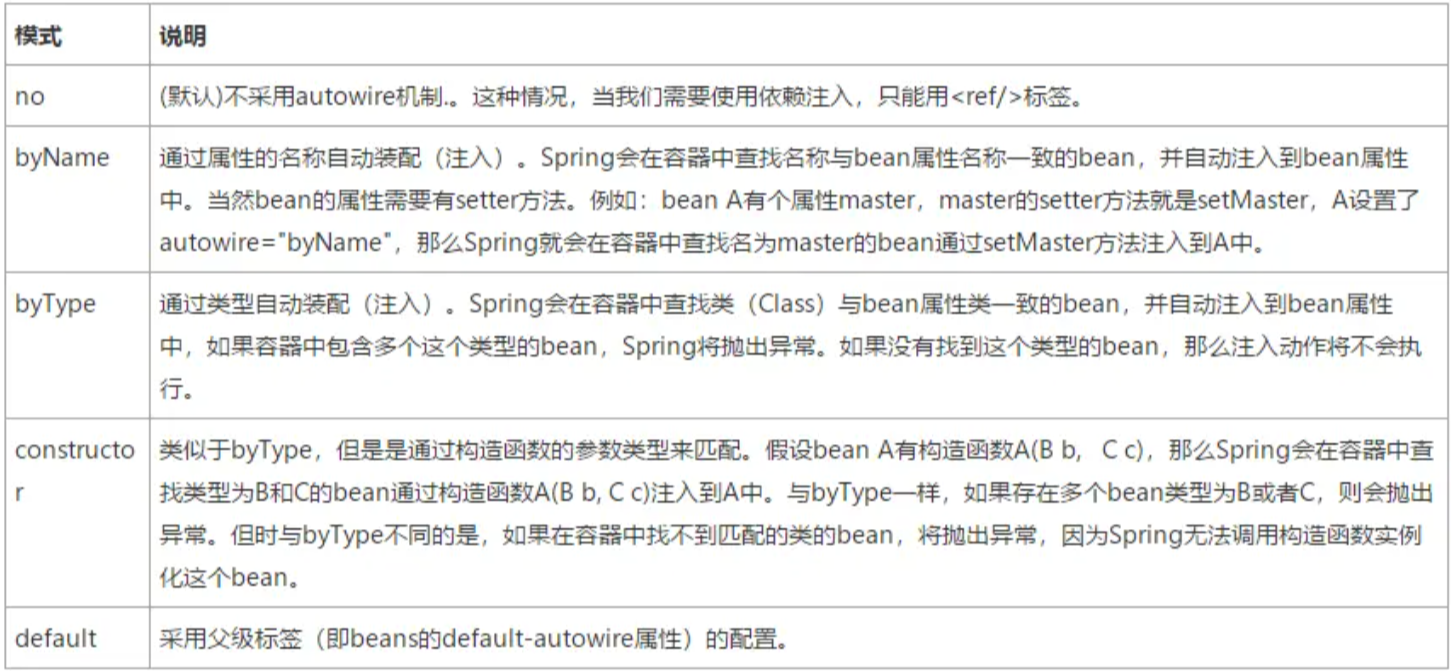 模式 说明
no (默认)不采用autowire机制.。这种情况，当我们需要使用依赖注入，只能用<ref/>标签。
byName 通过属性的名称自动装配（注入）。Spring会在容器中查找名称与bean属性名称一致的bean，并自动注入到bean属性
中。当然bean的属性需要有setter方法。例如：bean A有个属性master，master的setter方法就是setMaster，A设置了
autowire="byName"，那么Spring就会在容器中查找名为master的bean通过setMaster方法注入到A中。
byType 通过类型自动装配（注入）。Spring会在容器中查找类（Class）与bean属性类一致的bean，并自动注入到bean属性
中，如果容器中包含多个这个类型的bean，Spring将抛出异常。如果没有找到这个类型的bean，那么注入动作将不会执
行。
constructo 类似于byType，但是是通过构造函数的参数类型来匹配。假设bean A有构造函数A(B b, C c)，那么Spring会在容器中查
r 找类型为B和C的bean通过构造函数A(B b, C c)注入到A中。与byType一样，如果存在多个bean类型为B或者C，则会抛出
异常。但时与byType不同的是，如果在容器中找不到匹配的类的bean，将抛出异常，因为Spring无法调用构造函数实例
化这个bean。
default 采用父级标签（即beans的default-autowire属性）的配置。